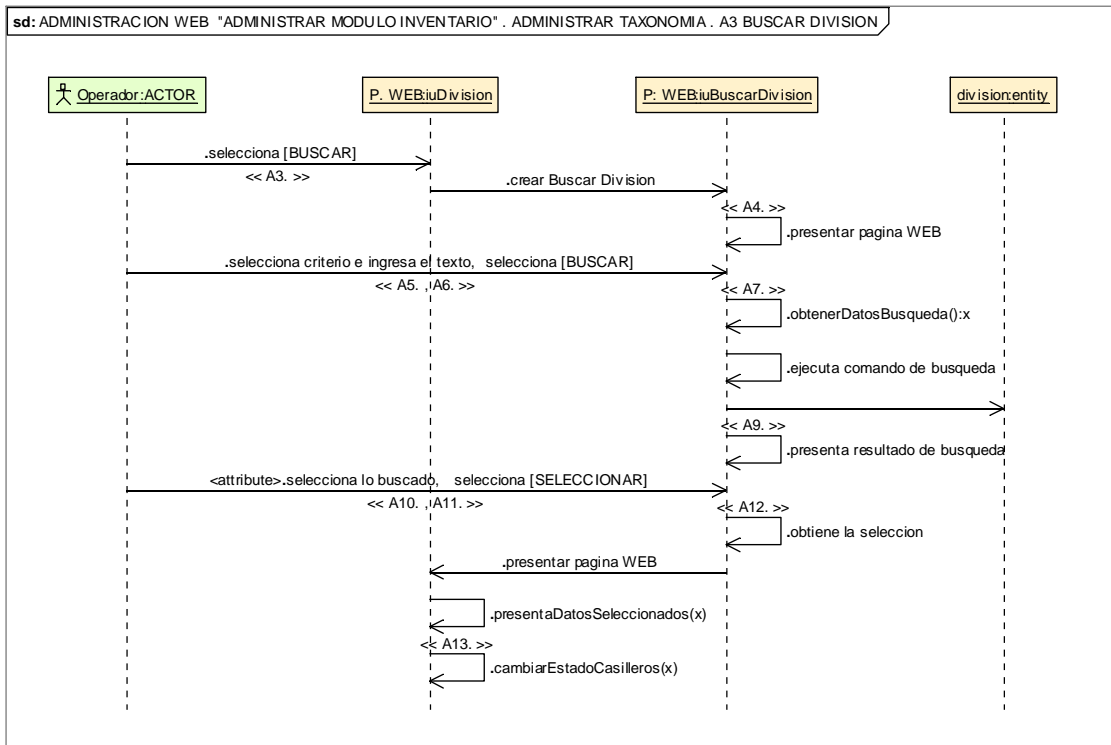 sd: ADMINISTRACION WEB "ADMINISTRAR MODULO INVENTARIO" . ADMINISTRAR TAXONOMIA . A3 BUSCAR DIVISION
Operador:ACTOR
P. WEB:iuDivision
P: WEB:iuBuscarDivision
division:entity
.selecciona [BUSCAR]
<< A3. >>
.crear Buscar Division
<< A4. >>
.presentar pagina WEB
.selecciona criterio e ingresa el texto, selecciona [BUSCAR]
<< A5. , A6. >>
<< A7. >>
.obtenerDatosBusqueda():x
.ejecuta comando de busqueda
<< A9. >>
.presenta resultado de busqueda
<attribute>.selecciona lo buscado, selecciona [SELECCIONAR]
<< A10. , A11. >>
<< A12. >>
.obtiene la seleccion
.presentar pagina WEB
.presentaDatosSeleccionados(x)
<< A13. >>
.cambiarEstadoCasilleros(x)